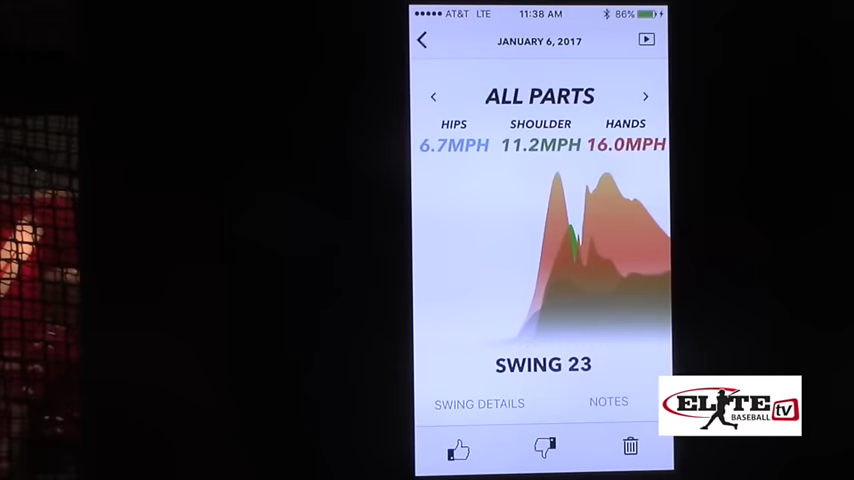 AT&T LTE 11:38 AM 86%
JANUARY 6, 2017
ALL PARTS
HIPS SHOULDER HANDS
6.7MPH 11.2MPH 16.0MPH
SWING 23
SWING DETAILS NOTES
ELITE tv
BASEBALL